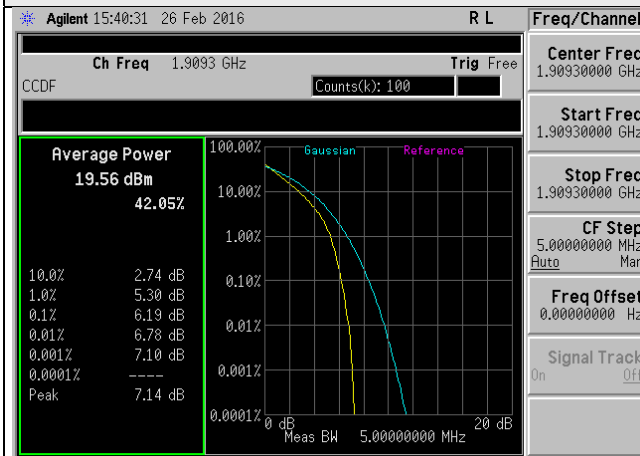 Agilent 15:40:31 26 Feb 2016 R L
Ch Freq 1.9093 GHz Trig Free
CCDF Counts(k): 100
Average Power
19.56 dBm
42.05%
10.0% 2.74 dB
1.0% 5.30 dB
0.1% 6.19 dB
0.01% 6.78 dB
0.001% 7.10 dB
0.0001% ----
Peak 7.14 dB
Gaussian Reference
100.00%
10.00%
1.00%
0.10%
0.01%
0.001%
0.0001%
0 dB 20 dB
Meas BW 5.00000000 MHz
Freq/Channel
Center Freq
1.90930000 GHz
Start Freq
1.90930000 GHz
Stop Freq
1.90930000 GHz
CF Step
5.00000000 MHz
Auto Man
Freq Offset
0.00000000 Hz
Signal Track
On Off